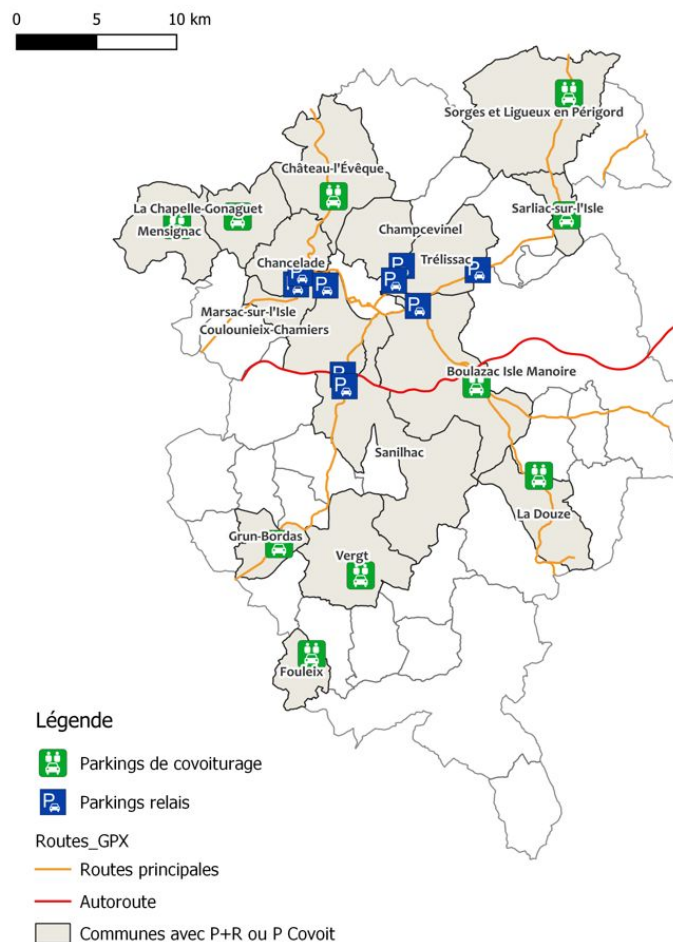 0 5 10 km
Sorges et Ligueux en Périgord
Château-l'Évêque
La Chapelle-Gonaguet
Mensignac
Sarliac-sur-l'Isle
Champcevinel
Chancelade
Trélissac
Marsac-sur-l'Isle
Coulounieix-Chamiers
Boulazac Isle Manoire
Sanilhac
La Douze
Grun-Bordas
Vergt
Fouleix
Légende
Parkings de covoiturage
P Parkings relais
Routes_GPX
Routes principales
Autoroute
Communes avec P+R ou P Covoit